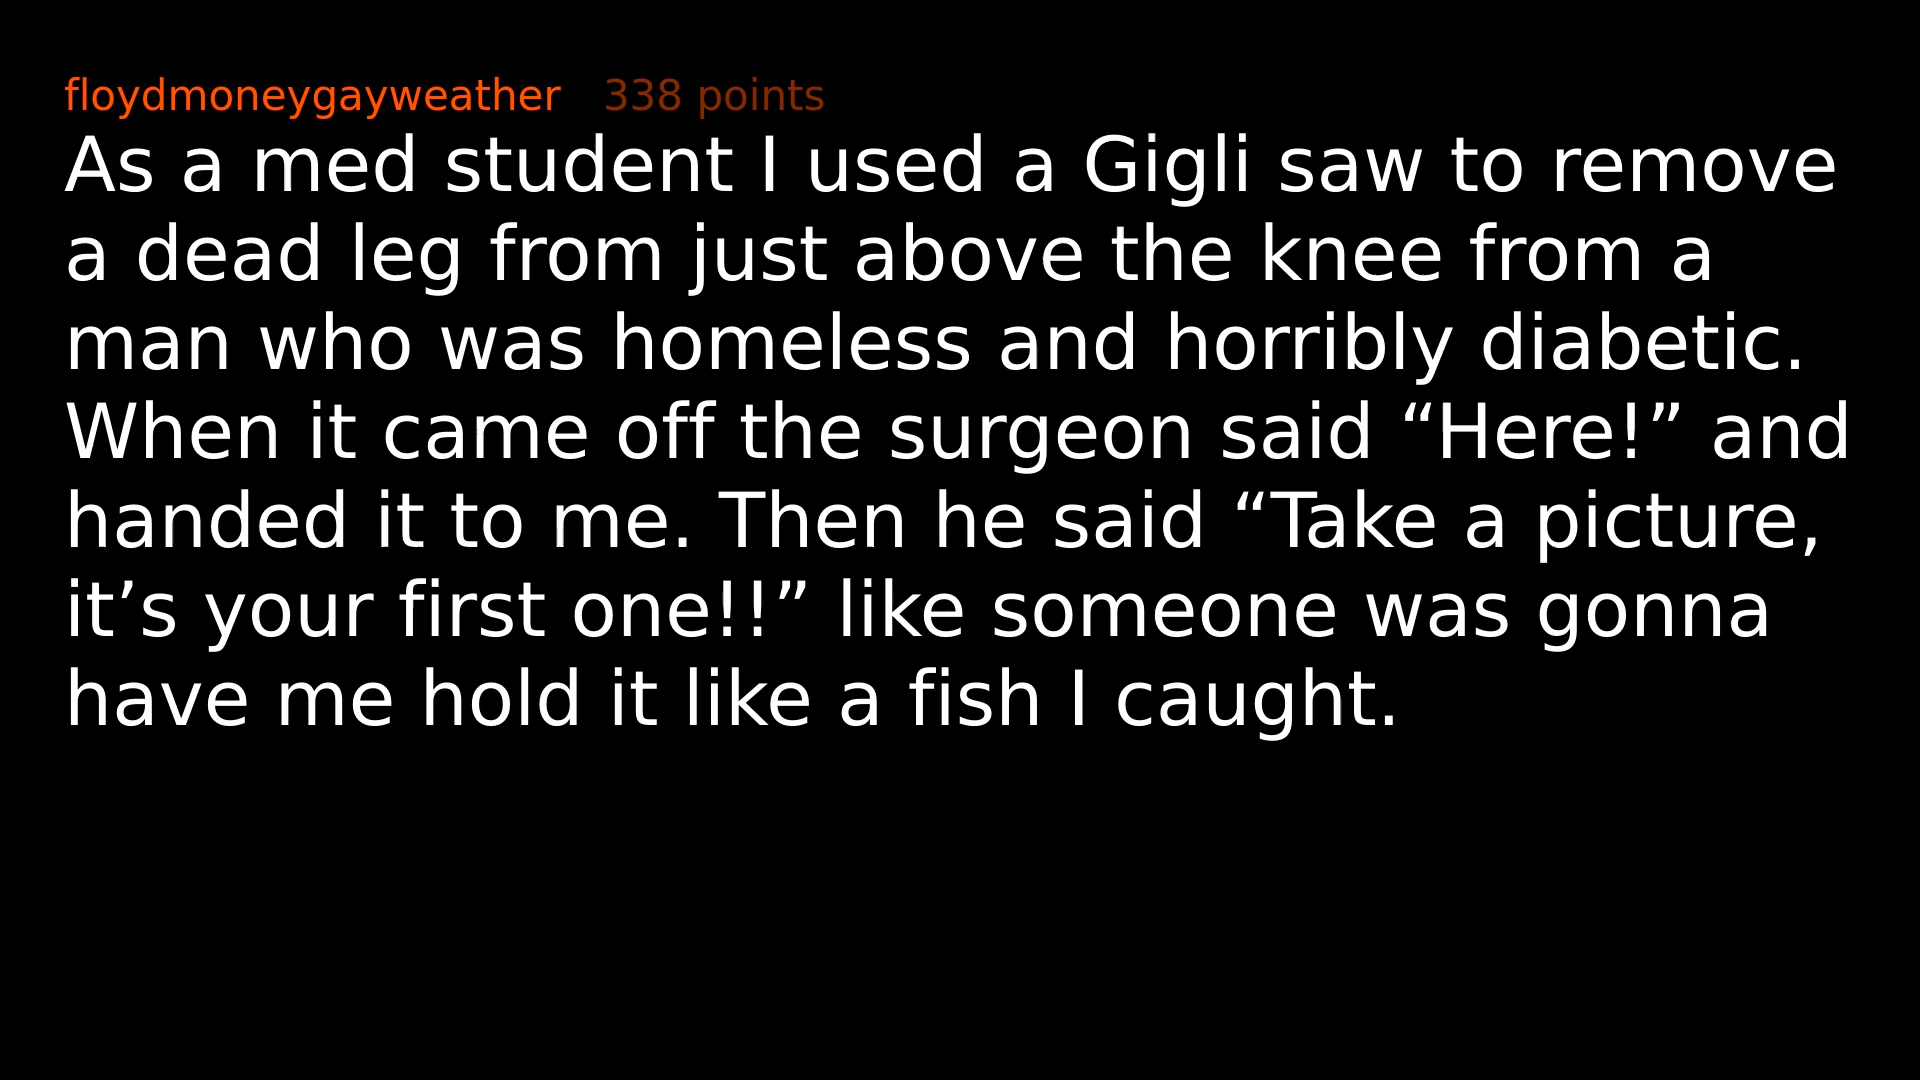 floydmoneygayweather 338 points
As a med student I used a Gigli saw to remove
a dead leg from just above the knee from a
man who was homeless and horribly diabetic.
When it came off the surgeon said “Here!” and
handed it to me. Then he said “Take a picture,
it’s your first one!!” like someone was gonna
have me hold it like a fish I caught.